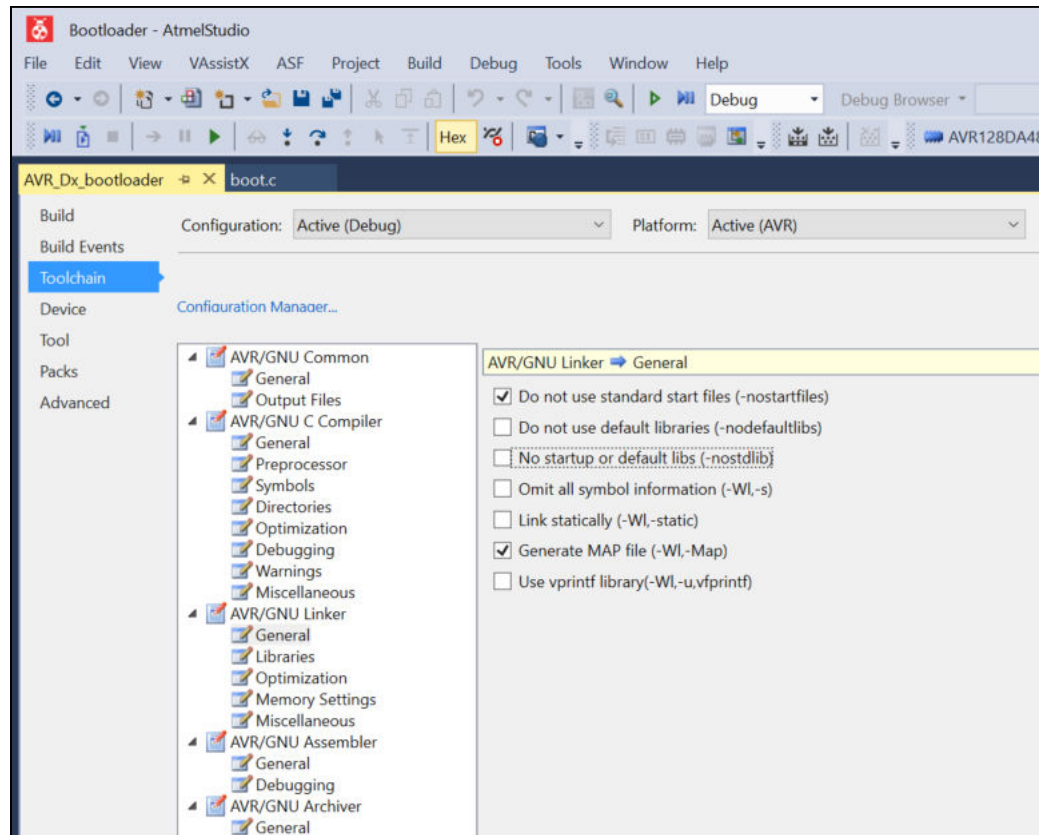 Bootloader - AtmelStudio
File Edit View VAssistX ASF Project Build Debug Tools Window Help
Debug Debug Browser
Hex AVR128DA48
AVR_Dx_bootloader boot.c
Build
Build Events
Toolchain
Device
Tool
Packs
Advanced
Configuration: Active (Debug) Platform: Active (AVR)
Configuration Manager...
AVR/GNU Common
General
Output Files
AVR/GNU C Compiler
General
Preprocessor
Symbols
Directories
Optimization
Debugging
Warnings
Miscellaneous
AVR/GNU Linker
General
Libraries
Optimization
Memory Settings
Miscellaneous
AVR/GNU Assembler
General
Debugging
AVR/GNU Archiver
General
AVR/GNU Linker ➡ General
Do not use standard start files (-nostartfiles)
Do not use default libraries (-nodefaultlibs)
No startup or default libs (-nostdlib)
Omit all symbol information (-Wl,-s)
Link statically (-Wl,-static)
Generate MAP file (-Wl,-Map)
Use vprintf library(-Wl,-u,vfprintf)